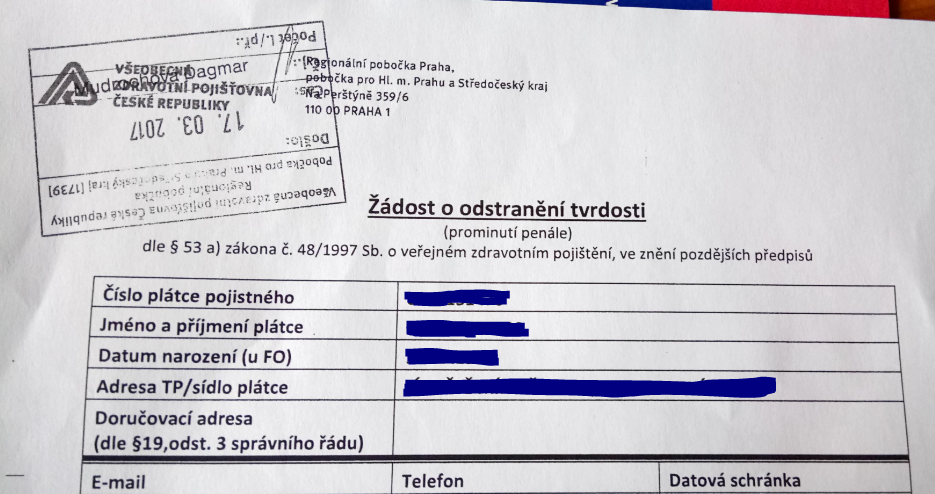 Počet l./př.:
Mudrochová Dagmar
Čas:
17. 03. 2017
Došlo:
Pobočka pro Hl. m. Prahu a Středočeský kraj [1739]
Regionální pobočka
Všeobecná zdravotní pojišťovna České republiky
VŠEOBECNÁ
ZDRAVOTNÍ POJIŠŤOVNA
ČESKÉ REPUBLIKY
Regionální pobočka Praha,
pobočka pro Hl. m. Prahu a Středočeský kraj
Na Perštýně 359/6
110 00 PRAHA 1
Žádost o odstranění tvrdosti
(prominutí penále)
dle § 53 a) zákona č. 48/1997 Sb. o veřejném zdravotním pojištění, ve znění pozdějších předpisů
Číslo plátce pojistného
Jméno a příjmení plátce
Datum narození (u FO)
Adresa TP/sídlo plátce
Doručovací adresa
(dle §19,odst. 3 správního řádu)
E-mail Telefon Datová schránka